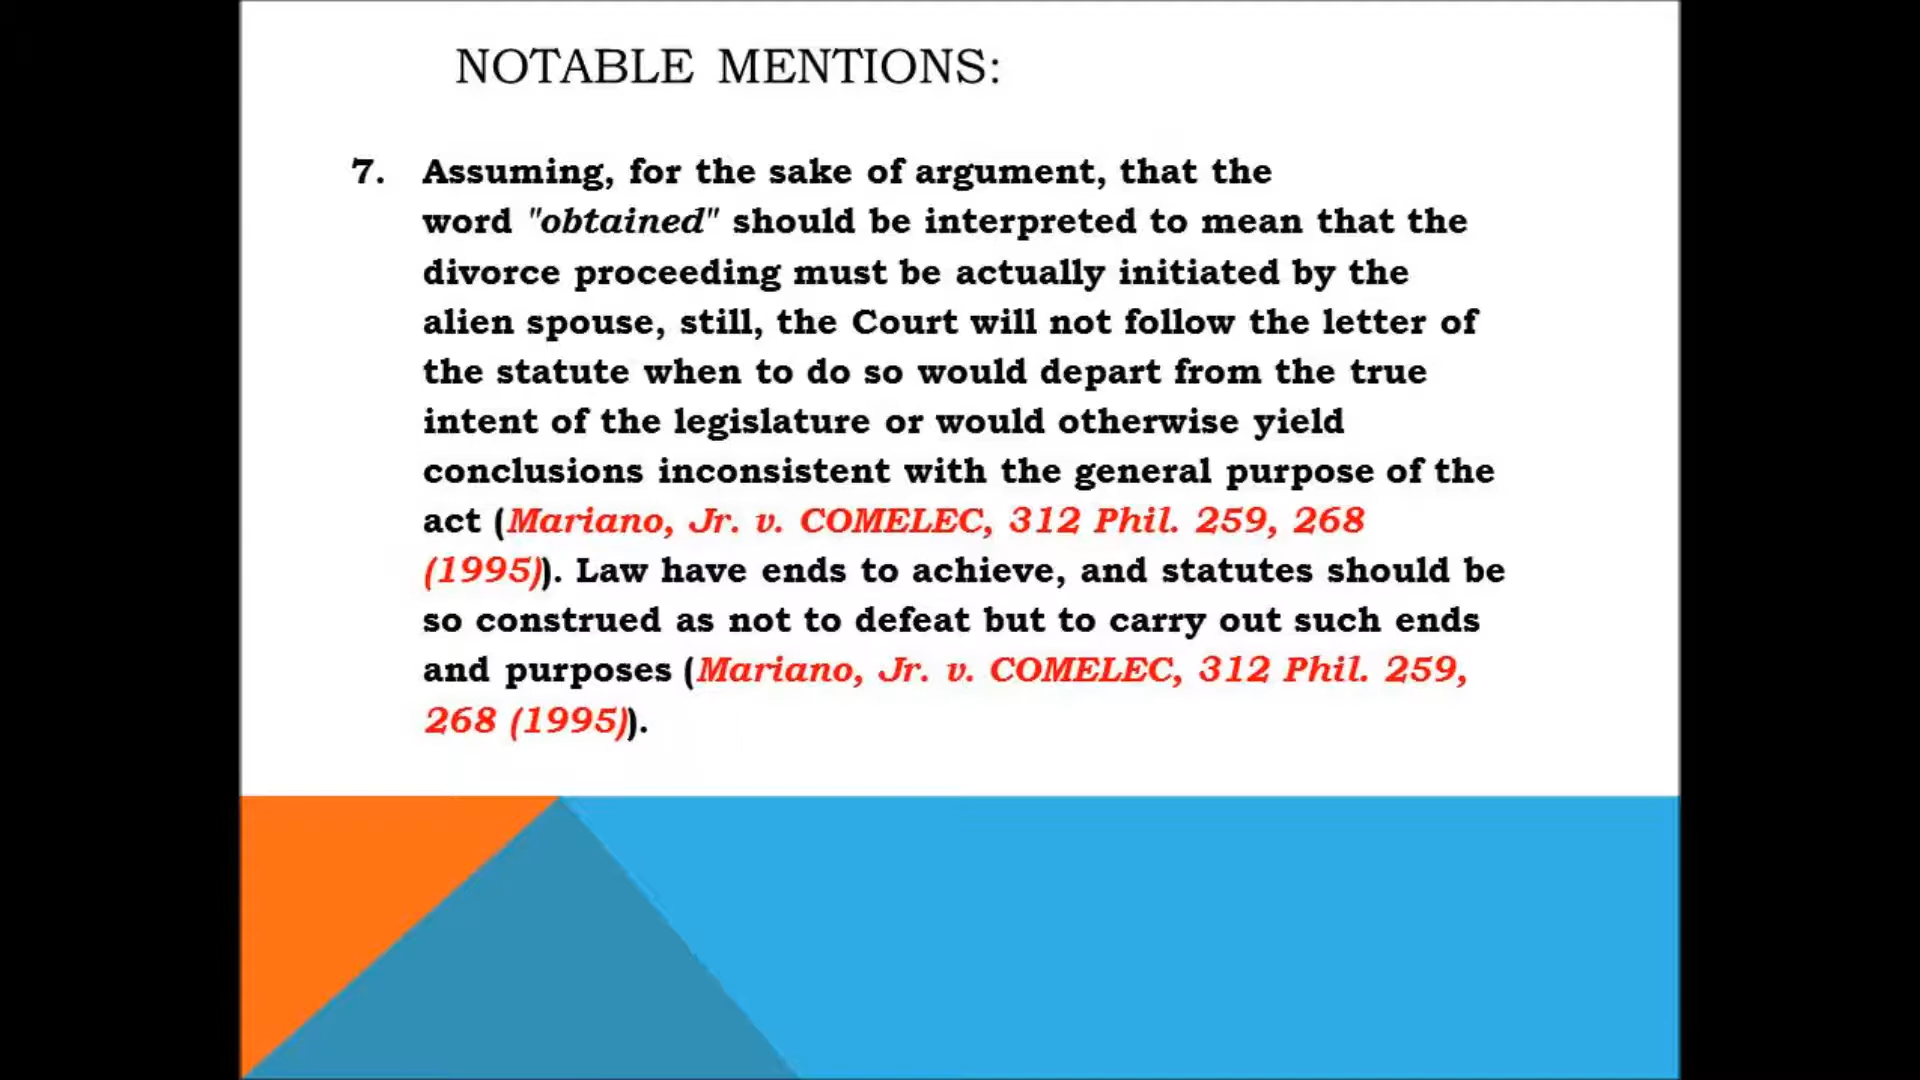 NOTABLE MENTIONS:
7. Assuming, for the sake of argument, that the
word "obtained" should be interpreted to mean that the
divorce proceeding must be actually initiated by the
alien spouse, still, the Court will not follow the letter of
the statute when to do so would depart from the true
intent of the legislature or would otherwise yield
conclusions inconsistent with the general purpose of the
act (Mariano, Jr. v. COMELEC, 312 Phil. 259, 268
(1995)). Law have ends to achieve, and statutes should be
so construed as not to defeat but to carry out such ends
and purposes (Mariano, Jr. v. COMELEC, 312 Phil. 259,
268 (1995)).